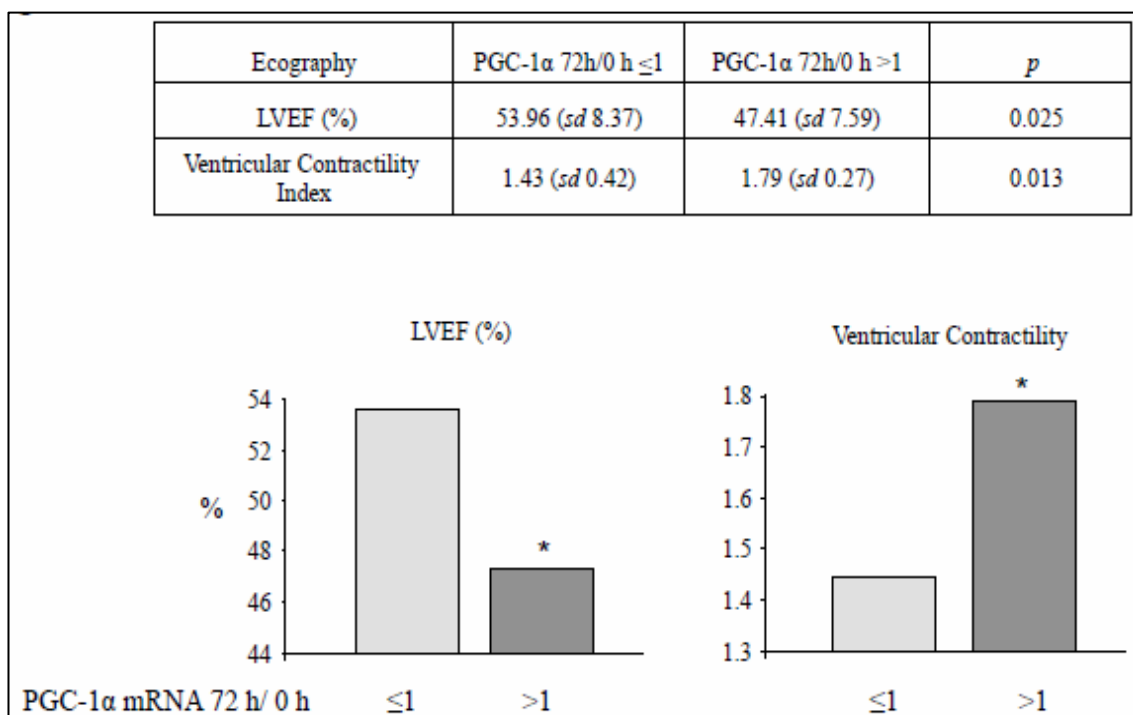 Ecography PGC-1α 72h/0 h ≤1 PGC-1α 72h/0 h >1 p
LVEF (%) 53.96 (sd 8.37) 47.41 (sd 7.59) 0.025
Ventricular Contractility
Index 1.43 (sd 0.42) 1.79 (sd 0.27) 0.013
LVEF (%)
54
52
50
48
46
44
%
*
Ventricular Contractility
1.8
1.7
1.6
1.5
1.4
1.3
*
PGC-1α mRNA 72 h/ 0 h ≤1 >1 ≤1 >1